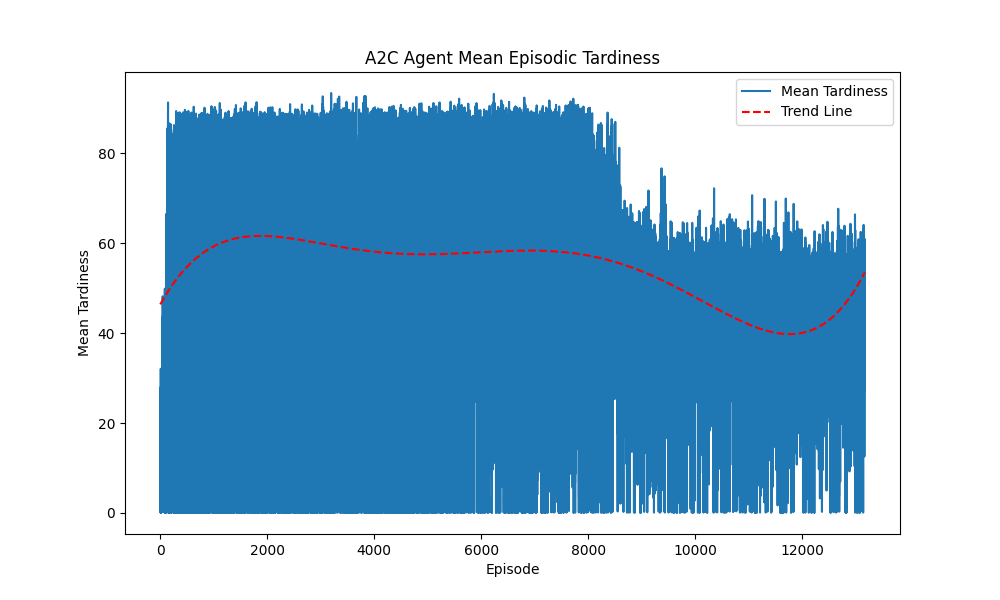 A2C Agent Mean Episodic Tardiness
Mean Tardiness
Trend Line
Mean Tardiness
80
60
40
20
0
0 2000 4000 6000 8000 10000 12000
Episode